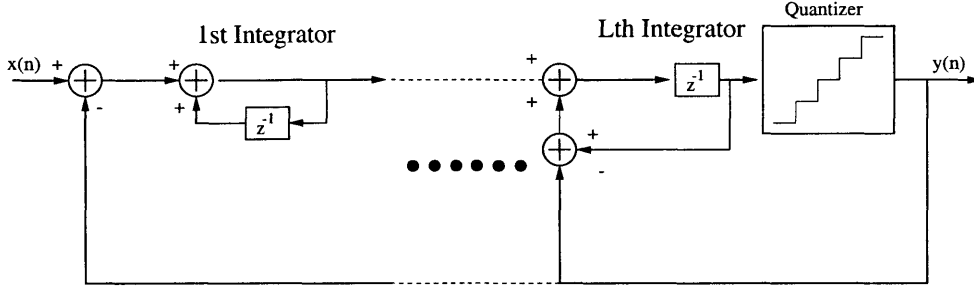 Quantizer
1st Integrator
Lth Integrator
x(n)
+
-
+
+
z^-1
+
+
+
-
z^-1
y(n)